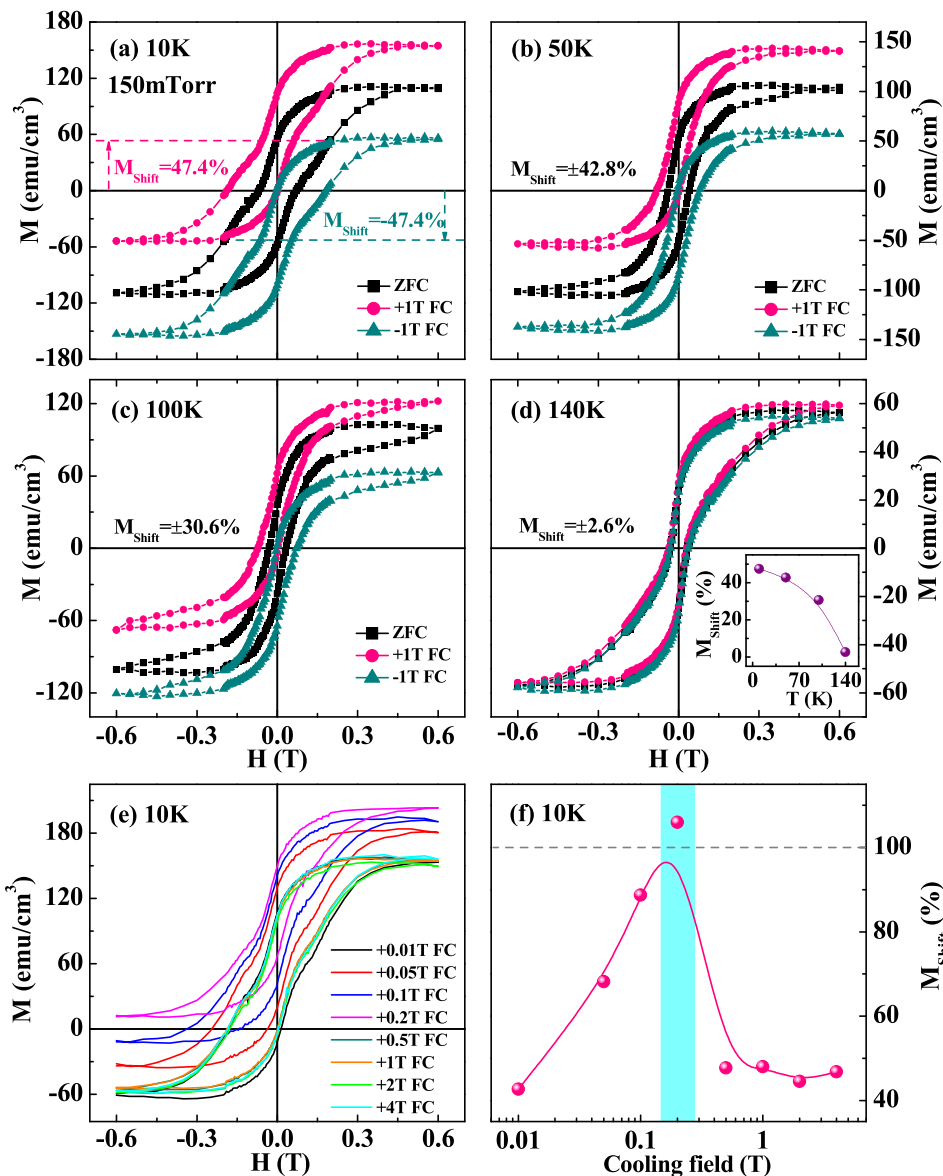 (a) 10K
150mTorr
M_Shift=47.4%
M_Shift=-47.4%
ZFC
+1T FC
-1T FC
M (emu/cm³)
180
120
60
0
-60
-120
-180
(b) 50K
M_Shift=±42.8%
ZFC
+1T FC
-1T FC
150
100
50
0
-50
-100
-150
M (emu/cm³)
(c) 100K
M_Shift=±30.6%
ZFC
+1T FC
-1T FC
M (emu/cm³)
120
60
0
-60
-120
-0.6 -0.3 0.0 0.3 0.6
H (T)
(d) 140K
M_Shift=±2.6%
60
40
20
0
-20
-40
-60
M (emu/cm³)
M_Shift (%)
40
20
0
0 70 140
T (K)
-0.6 -0.3 0.0 0.3 0.6
H (T)
(e) 10K
+0.01T FC
+0.05T FC
+0.1T FC
+0.2T FC
+0.5T FC
+1T FC
+2T FC
+4T FC
M (emu/cm³)
180
120
60
0
-60
-0.6 -0.3 0.0 0.3 0.6
H (T)
(f) 10K
100
80
60
40
M_Shift (%)
0.01 0.1 1
Cooling field (T)